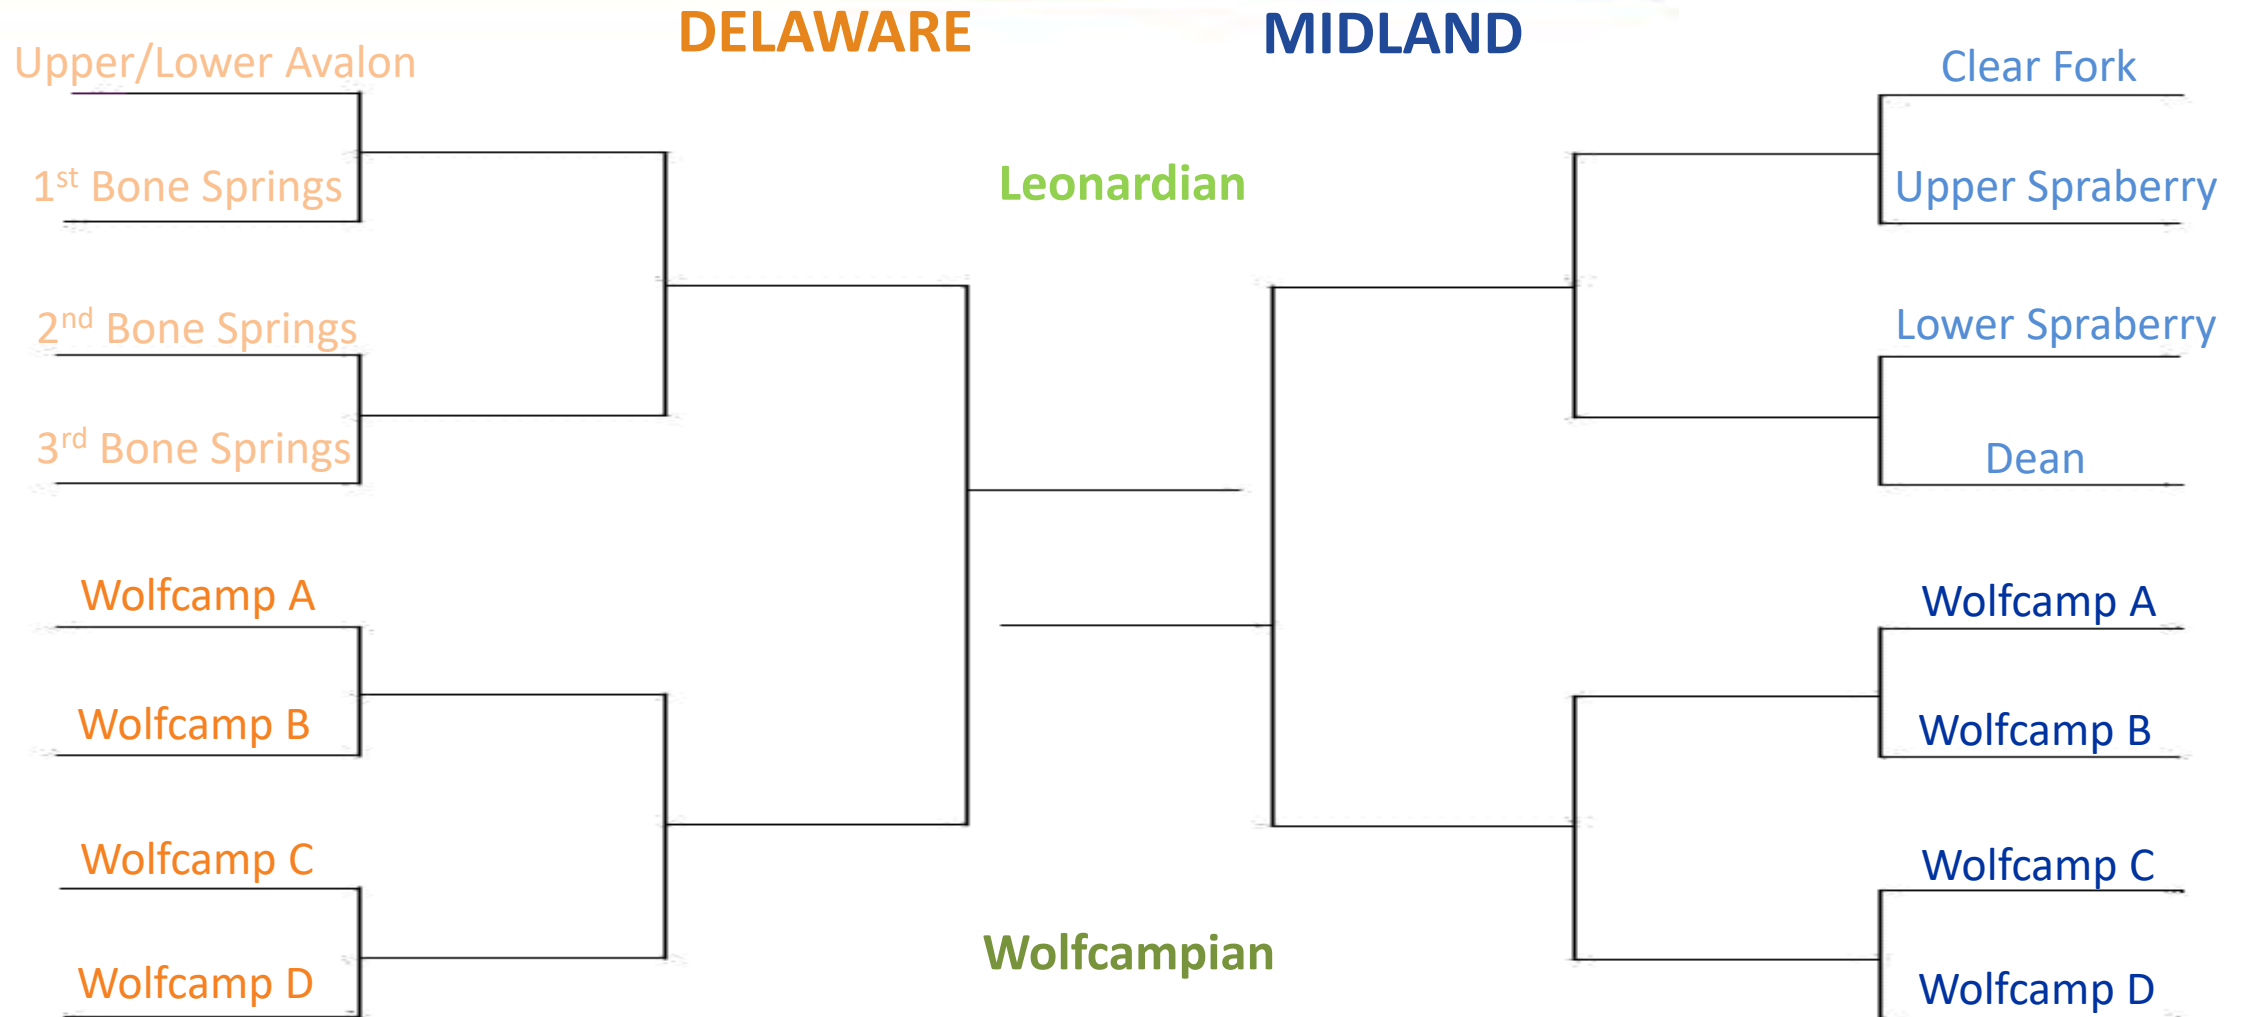 DELAWARE
MIDLAND
Upper/Lower Avalon
1st Bone Springs
2nd Bone Springs
3rd Bone Springs
Wolfcamp A
Wolfcamp B
Wolfcamp C
Wolfcamp D
Leonardian
Wolfcampian
Clear Fork
Upper Spraberry
Lower Spraberry
Dean
Wolfcamp A
Wolfcamp B
Wolfcamp C
Wolfcamp D